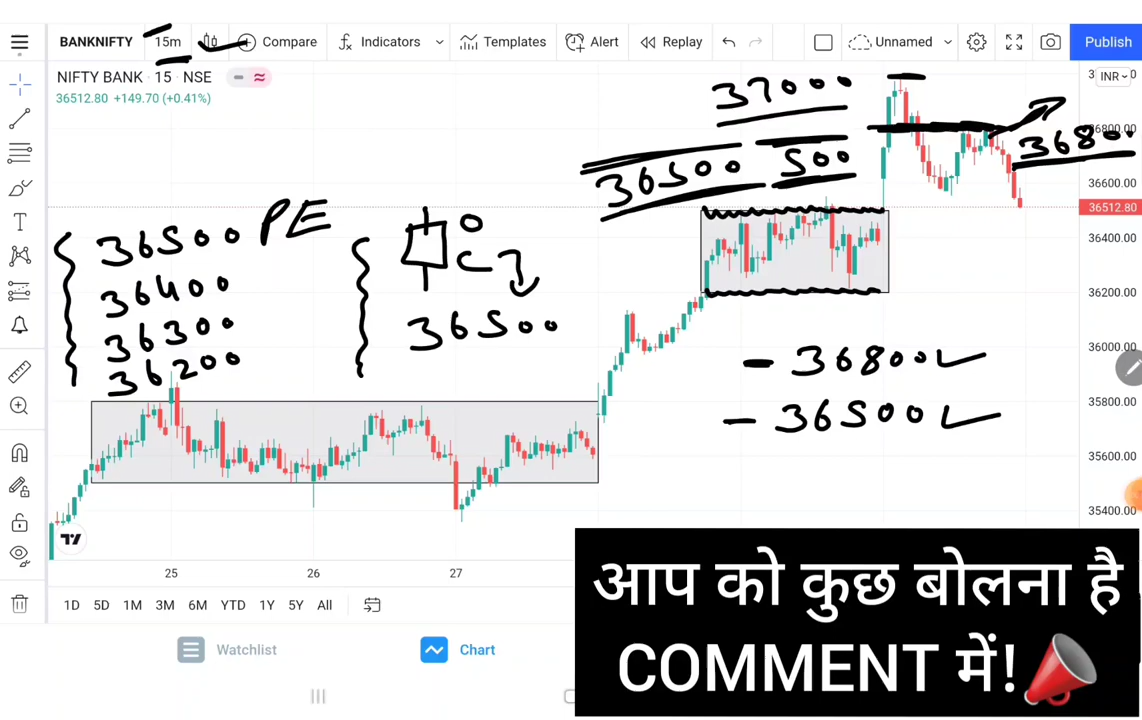 BANKNIFTY 15m Compare Indicators Templates Alert Replay Unnamed Publish
NIFTY BANK · 15 · NSE
INR
36512.80 +149.70 (+0.41%)
37000
36800.00
36800
36500 500
36600.00
36512.80
36500 PE
O
36400.00
C
36400
36200.00
36300
36500
36000.00
36200
- 36800
35800.00
- 36500
35600.00
35400.00
25 26 27
1D 5D 1M 3M 6M YTD 1Y 5Y All
Watchlist Chart
आप को कुछ बोलना है
COMMENT में!